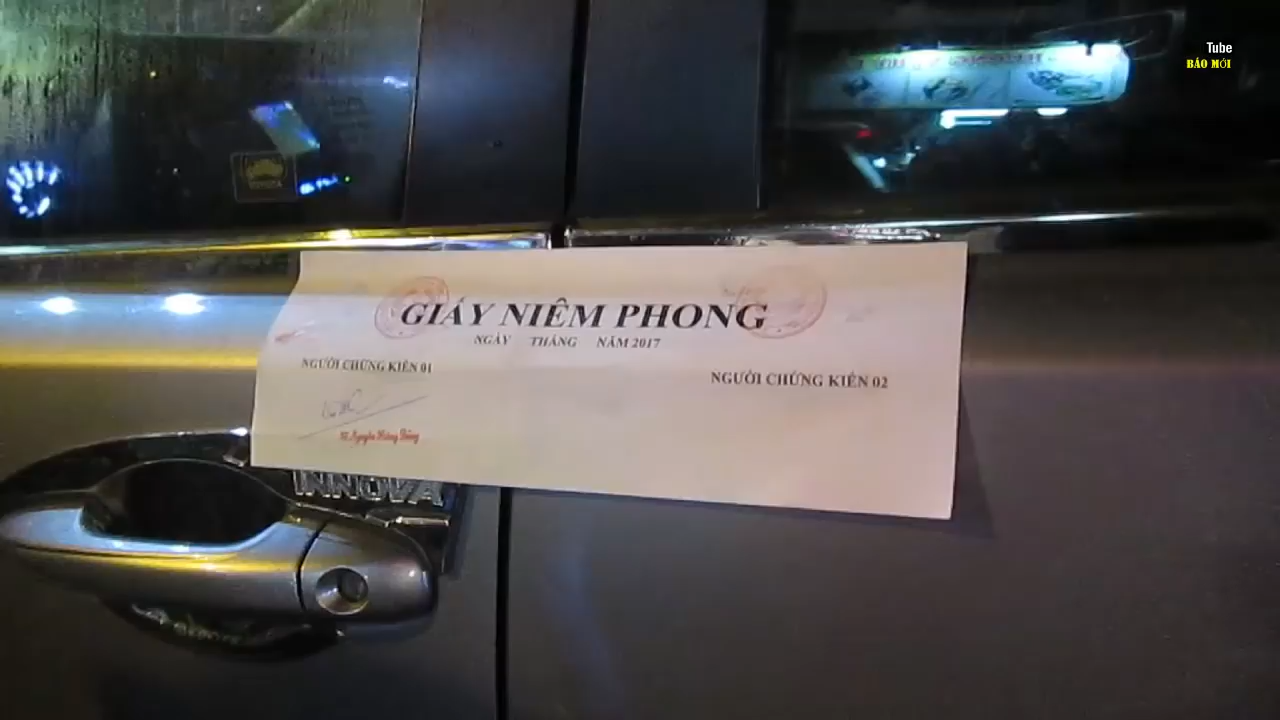 Tube
BÁO MỚI
TOYOTA
GIẤY NIÊM PHONG
NGÀY THÁNG NĂM 2017
NGƯỜI CHỨNG KIẾN 01
NGƯỜI CHỨNG KIẾN 02
INNOVA